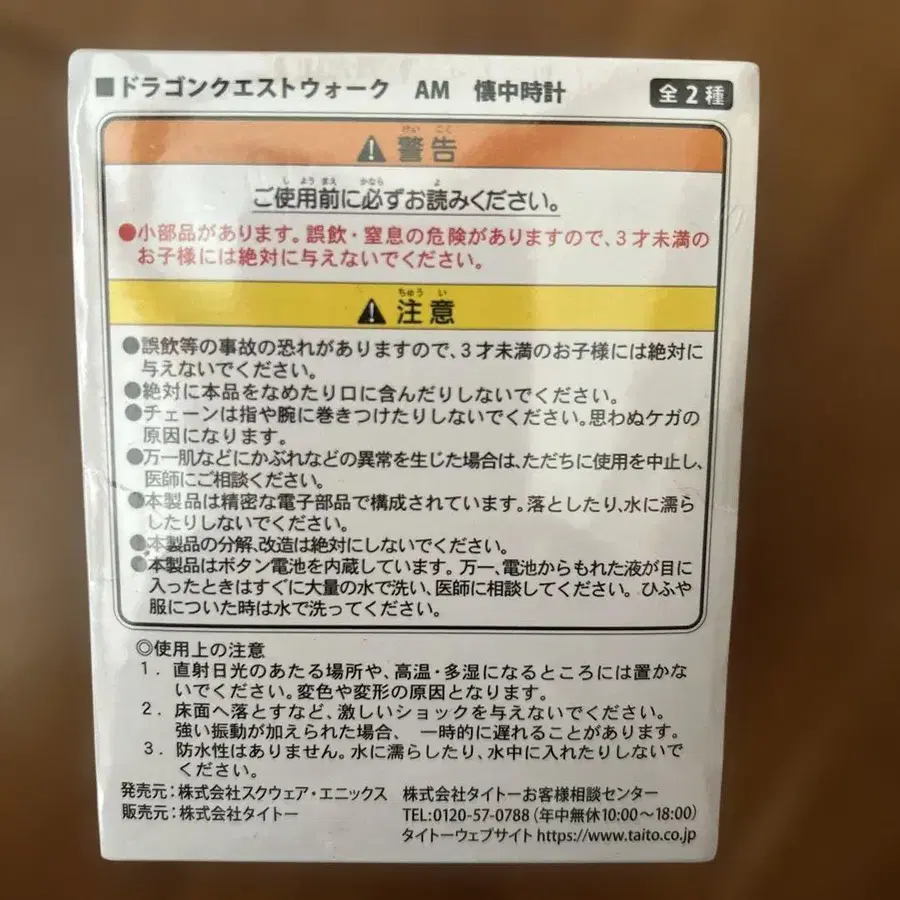 ■ドラゴンクエストウォーク AM 懐中時計 全2種
けい こく
⚠警告
し よう まえ かなら よ
ご使用前に必ずお読みください。
●小部品があります。誤飲・窒息の危険がありますので、3才未満の
お子様には絶対に与えないでください。
ちゅう い
⚠注意
●誤飲等の事故の恐れがありますので、3才未満のお子様には絶対に
与えないでください。
●絶対に本品をなめたり口に含んだりしないでください。
●チェーンは指や腕に巻きつけたりしないでください。思わぬケガの
原因になります。
●万一肌などにかぶれなどの異常を生じた場合は、ただちに使用を中止し、
医師にご相談ください。
●本製品は精密な電子部品で構成されています。落としたり、水に濡ら
したりしないでください。
●本製品の分解、改造は絶対にしないでください。
●本製品はボタン電池を内蔵しています。万一、電池からもれた液が目に
入ったときはすぐに大量の水で洗い、医師に相談してください。ひふや
服についた時は水で洗ってください。
◎使用上の注意
1. 直射日光のあたる場所や、高温・多湿になるところには置かな
いでください。変色や変形の原因となります。
2. 床面へ落とすなど、激しいショックを与えないでください。
強い振動が加えられた場合、一時的に遅れることがあります。
3. 防水性はありません。水に濡らしたり、水中に入れたりしないで
ください。
発売元:株式会社スクウェア・エニックス 株式会社タイトーお客様相談センター
販売元:株式会社タイトー TEL:0120-57-0788(年中無休10:00~18:00)
タイトーウェブサイト https://www.taito.co.jp